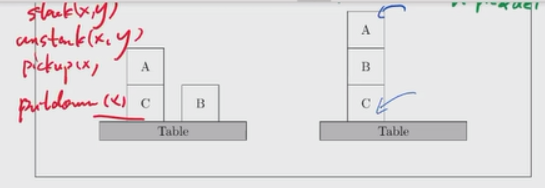 stack(x,y)
unstack(x, y)
pickup(x,
putdown (x)
A
C
B
Table
A
B
C
Table